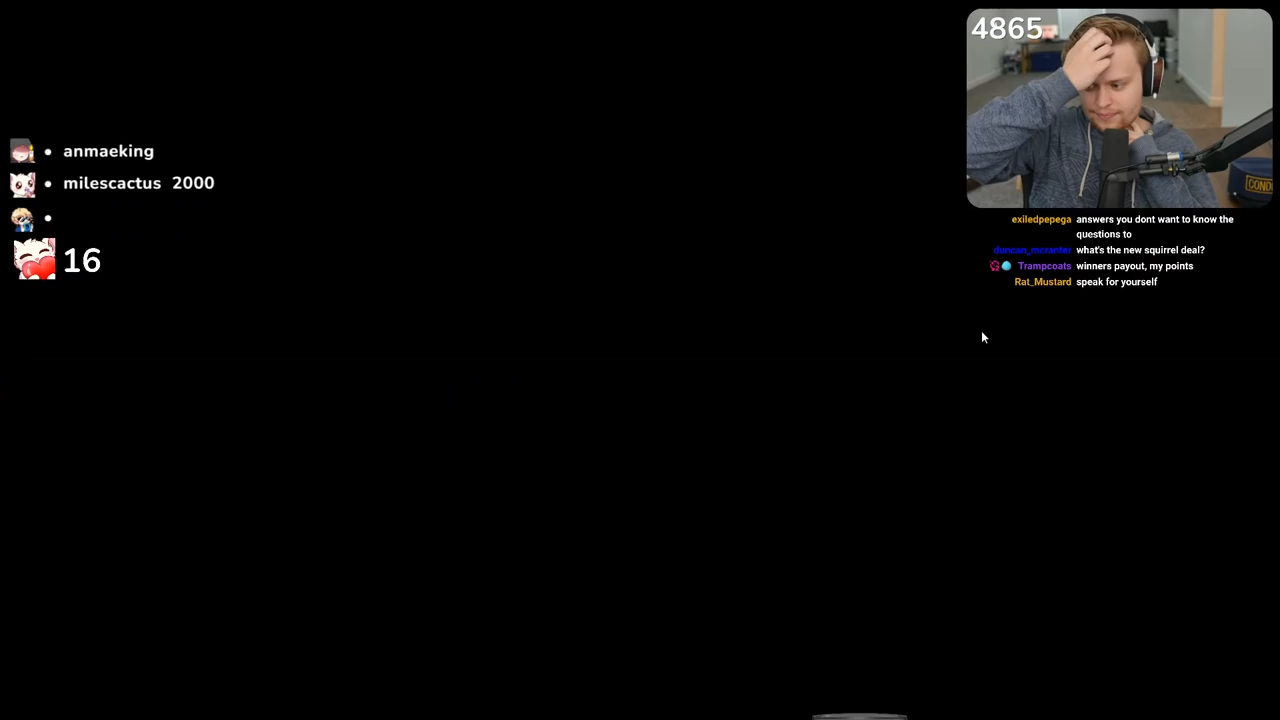 4865
• anmaeking
• milescactus 2000
•
16
exiledpepega answers you dont want to know the
questions to
duncan_mcranter what's the new squirrel deal?
Trampcoats winners payout, my points
Rat_Mustard speak for yourself